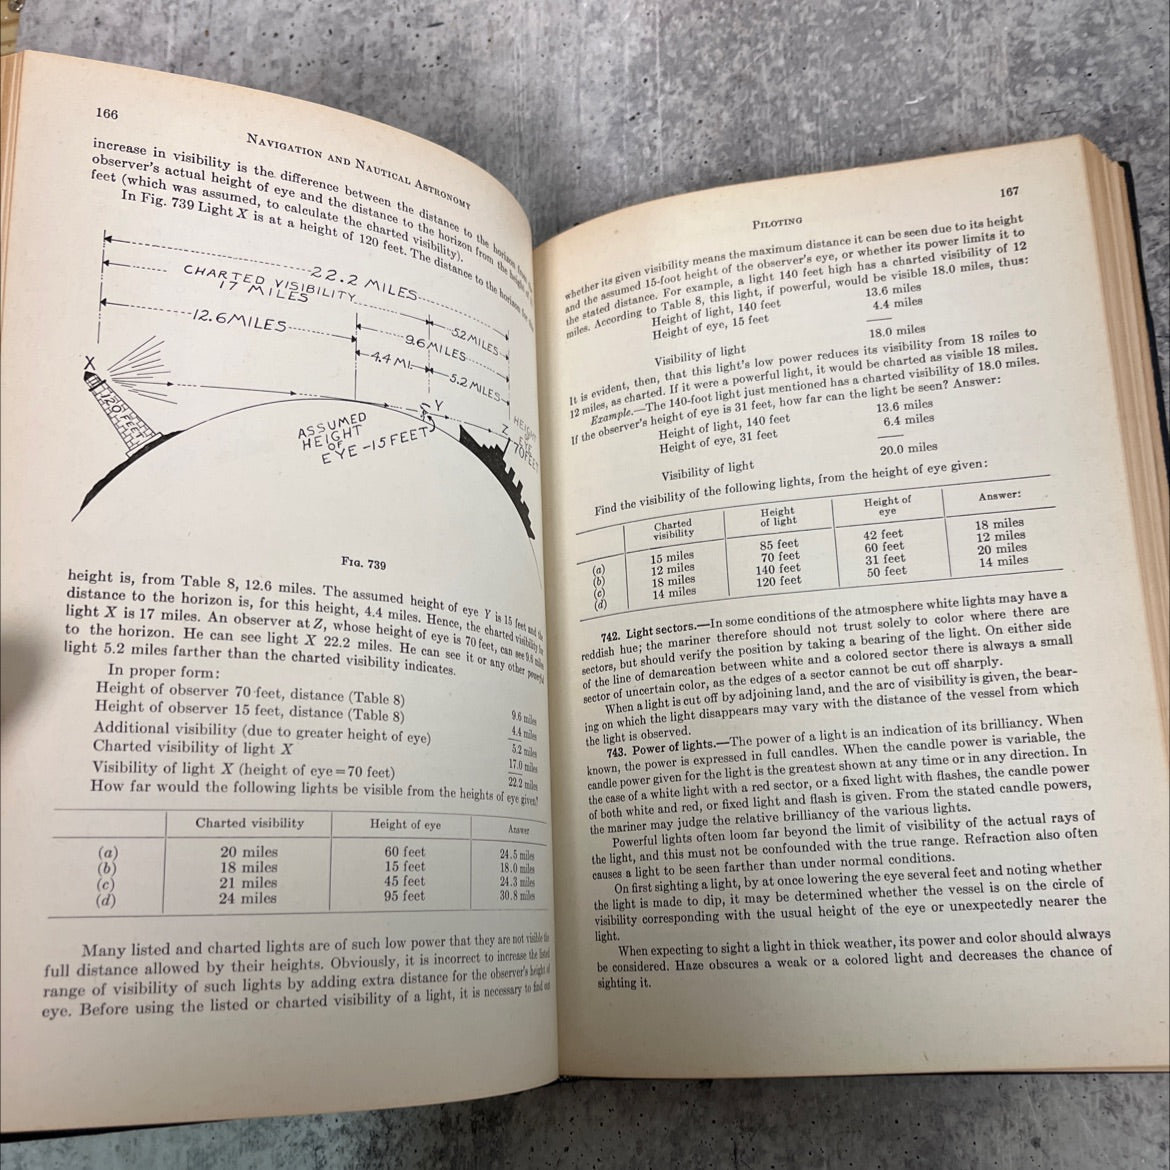 166
NAVIGATION AND NAUTICAL ASTRONOMY
increase in visibility is the difference between the distance to the horizon
observer's actual height of eye and the distance to the horizon from the height
feet (which was assumed, to calculate the charted visibility).
In Fig. 739 Light X is at a height of 120 feet. The distance to the horizon for
22.2 MILES
CHARTED VISIBILITY
17 MILES
5.2 MILES
12.6 MILES
9.6 MILES
4.4 MI.
5.2 MILES
X
120 FEET
Y
ASSUMED
HEIGHT
OF
EYE-15 FEET
Z
HEIGHT
EYE
70 FEET
FIG. 739
height is, from Table 8, 12.6 miles. The assumed height of eye Y is 15 feet and the
distance to the horizon is, for this height, 4.4 miles. Hence, the charted visibility for
light X is 17 miles. An observer at Z, whose height of eye is 70 feet, can see 9.6 miles
to the horizon. He can see light X 22.2 miles. He can see it or any other powerful
light 5.2 miles farther than the charted visibility indicates.
In proper form:
Height of observer 70 feet, distance (Table 8) 9.6 miles
Height of observer 15 feet, distance (Table 8) 4.4 miles
Additional visibility (due to greater height of eye) 5.2 miles
Charted visibility of light X 17.0 miles
Visibility of light X (height of eye=70 feet) 22.2 miles
How far would the following lights be visible from the heights of eye given?
Charted visibility Height of eye Answer
(a) 20 miles 60 feet 24.5 miles
(b) 18 miles 15 feet 18.0 miles
(c) 21 miles 45 feet 24.3 miles
(d) 24 miles 95 feet 30.8 miles
Many listed and charted lights are of such low power that they are not visible the
full distance allowed by their heights. Obviously, it is incorrect to increase the listed
range of visibility of such lights by adding extra distance for the observer's height of
eye. Before using the listed or charted visibility of a light, it is necessary to find out
PILOTING
167
whether its given visibility means the maximum distance it can be seen due to its height
and the assumed 15-foot height of the observer's eye, or whether its power limits it to
the stated distance. For example, a light 140 feet high has a charted visibility of 12
miles. According to Table 8, this light, if powerful, would be visible 18.0 miles, thus:
Height of light, 140 feet 13.6 miles
Height of eye, 15 feet 4.4 miles
Visibility of light 18.0 miles
It is evident, then, that this light's low power reduces its visibility from 18 miles to
12 miles, as charted. If it were a powerful light, it would be charted as visible 18 miles.
Example.—The 140-foot light just mentioned has a charted visibility of 18.0 miles.
If the observer's height of eye is 31 feet, how far can the light be seen? Answer:
Height of light, 140 feet 13.6 miles
Height of eye, 31 feet 6.4 miles
Visibility of light 20.0 miles
Find the visibility of the following lights, from the height of eye given:
Charted visibility Height of light Height of eye Answer:
(a) 15 miles 85 feet 42 feet 18 miles
(b) 12 miles 70 feet 60 feet 12 miles
(c) 18 miles 140 feet 31 feet 20 miles
(d) 14 miles 120 feet 50 feet 14 miles
742. Light sectors.—In some conditions of the atmosphere white lights may have a
reddish hue; the mariner therefore should not trust solely to color where there are
sectors, but should verify the position by taking a bearing of the light. On either side
of the line of demarcation between white and a colored sector there is always a small
sector of uncertain color, as the edges of a sector cannot be cut off sharply.
When a light is cut off by adjoining land, and the arc of visibility is given, the bear-
ing on which the light disappears may vary with the distance of the vessel from which
the light is observed.
743. Power of lights.—The power of a light is an indication of its brilliancy. When
known, the power is expressed in full candles. When the candle power is variable, the
candle power given for the light is the greatest shown at any time or in any direction. In
the case of a white light with a red sector, or a fixed light with flashes, the candle power
of both white and red, or fixed light and flash is given. From the stated candle powers,
the mariner may judge the relative brilliancy of the various lights.
Powerful lights often loom far beyond the limit of visibility of the actual rays of
the light, and this must not be confounded with the true range. Refraction also often
causes a light to be seen farther than under normal conditions.
On first sighting a light, by at once lowering the eye several feet and noting whether
the light is made to dip, it may be determined whether the vessel is on the circle of
visibility corresponding with the usual height of the eye or unexpectedly nearer the
light.
When expecting to sight a light in thick weather, its power and color should always
be considered. Haze obscures a weak or a colored light and decreases the chance of
sighting it.